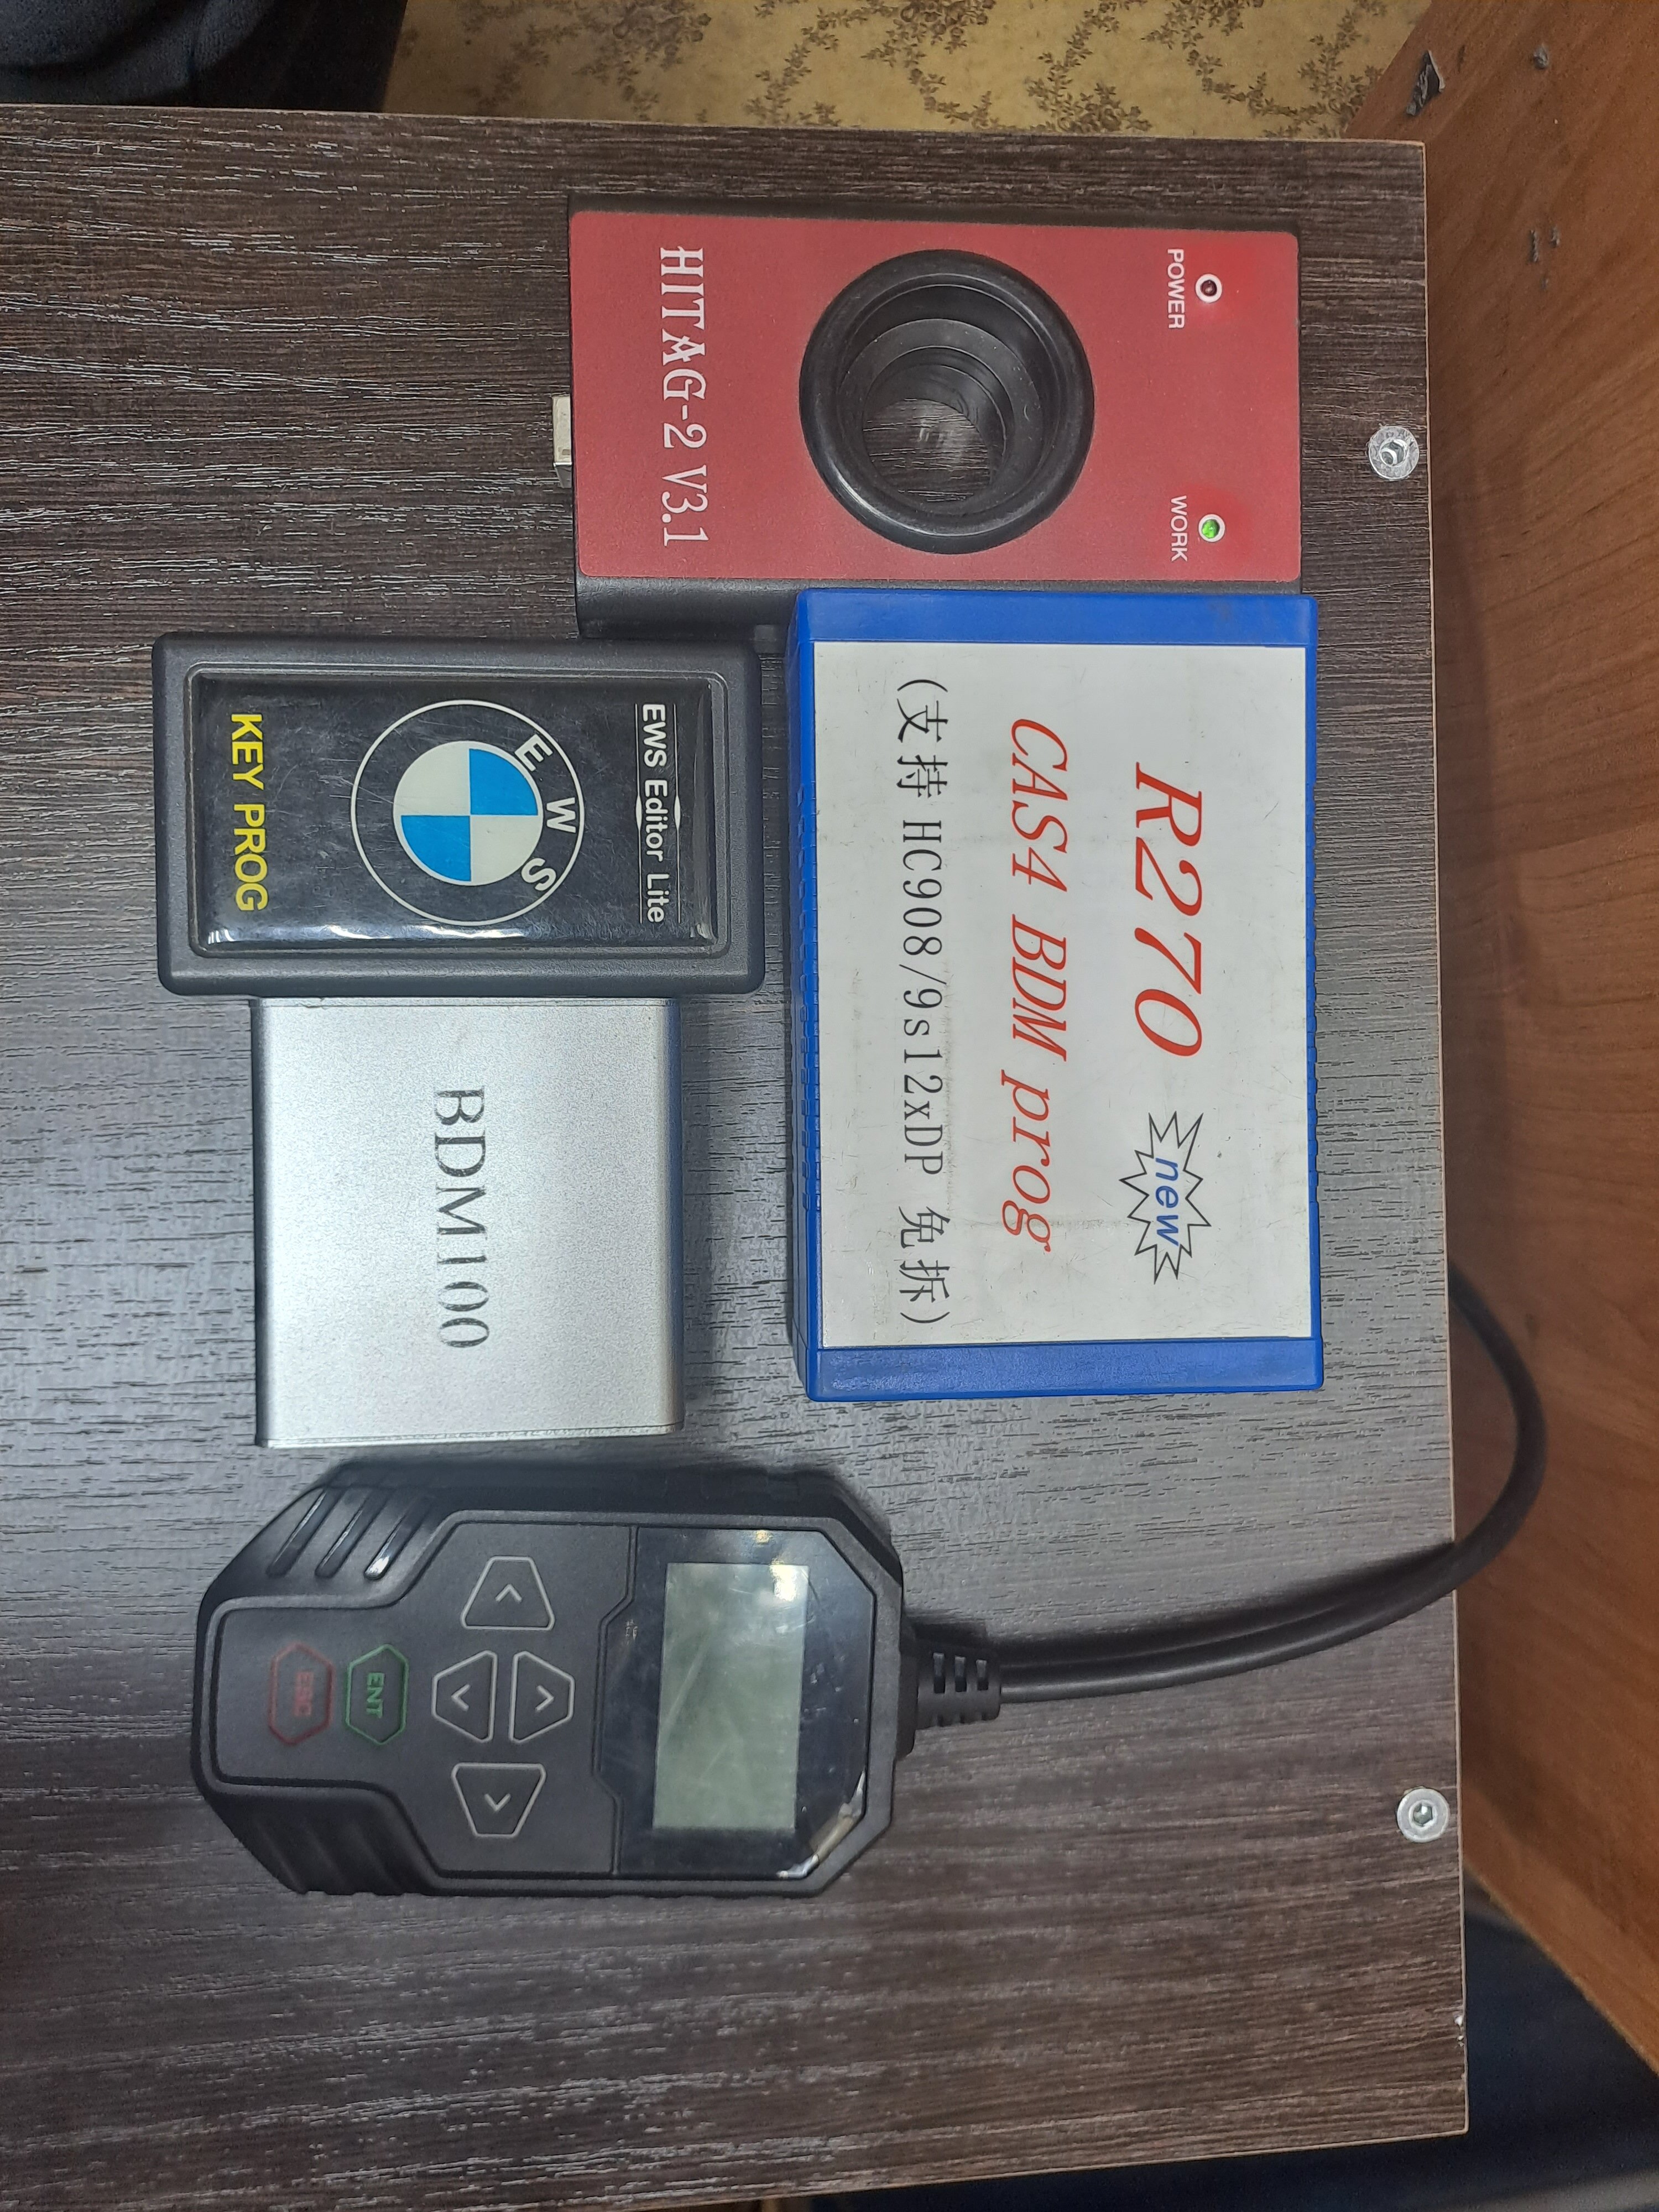 POWER
WORK
HITAG-2 V3.1
R270
new
CAS4 BDM prog
(支持 HC908/9s12xDP 免拆)
EWS Editor Lite
E W S
KEY PROG
BDM100
ENT
ESC